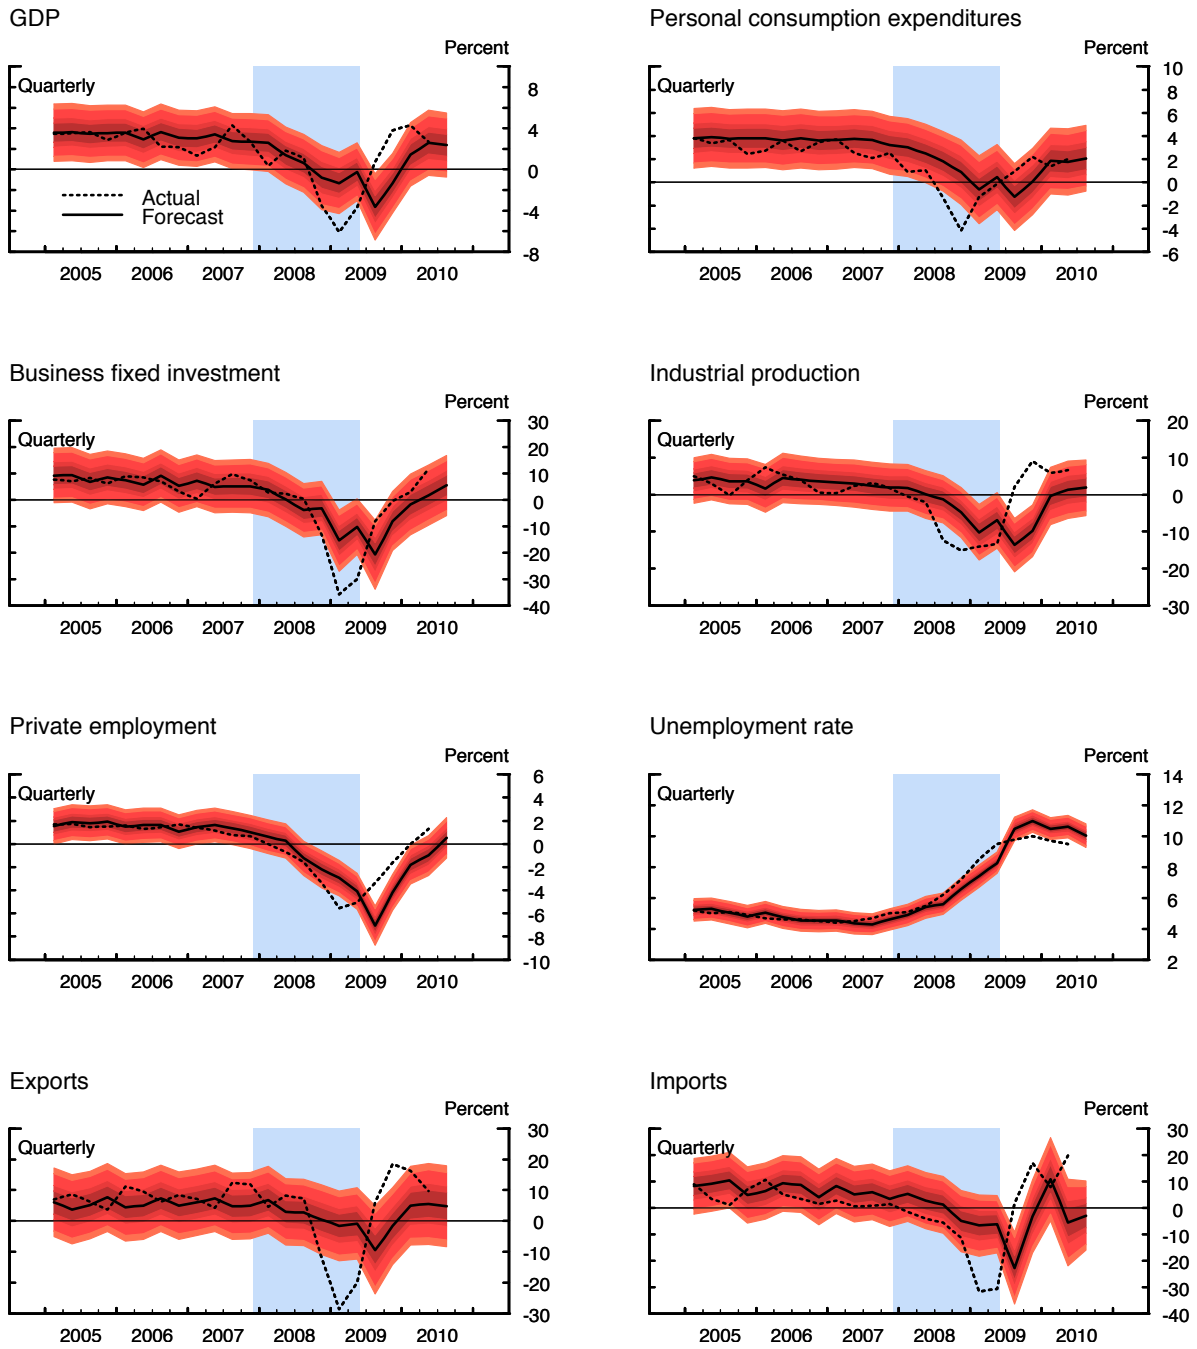 GDP
Percent
Quarterly
8
4
0
-4
-8
Actual
Forecast
2005 2006 2007 2008 2009 2010
Personal consumption expenditures
Percent
Quarterly
10
8
6
4
2
0
-2
-4
-6
2005 2006 2007 2008 2009 2010
Business fixed investment
Percent
Quarterly
30
20
10
0
-10
-20
-30
-40
2005 2006 2007 2008 2009 2010
Industrial production
Percent
Quarterly
20
10
0
-10
-20
-30
2005 2006 2007 2008 2009 2010
Private employment
Percent
Quarterly
6
4
2
0
-2
-4
-6
-8
-10
2005 2006 2007 2008 2009 2010
Unemployment rate
Percent
Quarterly
14
12
10
8
6
4
2
2005 2006 2007 2008 2009 2010
Exports
Percent
Quarterly
30
20
10
0
-10
-20
-30
2005 2006 2007 2008 2009 2010
Imports
Percent
Quarterly
30
20
10
0
-10
-20
-30
-40
2005 2006 2007 2008 2009 2010